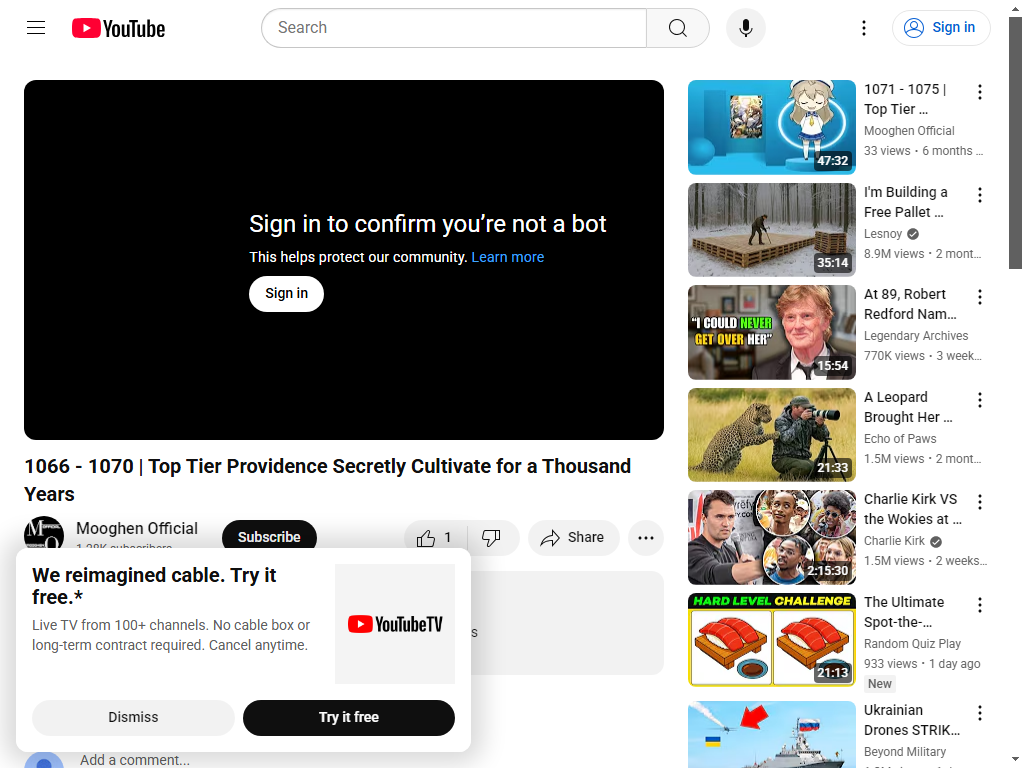 YouTube
Search
Sign in
Sign in to confirm you’re not a bot
This helps protect our community. Learn more
Sign in
1066 - 1070 | Top Tier Providence Secretly Cultivate for a Thousand
Years
Mooghen Official
Subscribe
1
Share
We reimagined cable. Try it
free.*
Live TV from 100+ channels. No cable box or
long-term contract required. Cancel anytime.
YouTubeTV
Dismiss
Try it free
Add a comment...
47:32
1071 - 1075 |
Top Tier ...
Mooghen Official
33 views • 6 months ...
35:14
I'm Building a
Free Pallet ...
Lesnoy
8.9M views • 2 mont...
"I COULD NEVER
GET OVER HER"
15:54
At 89, Robert
Redford Nam...
Legendary Archives
770K views • 3 week...
21:33
A Leopard
Brought Her ...
Echo of Paws
1.5M views • 2 mont...
2:15:30
Charlie Kirk VS
the Wokies at ...
Charlie Kirk
1.5M views • 2 weeks...
HARD LEVEL CHALLENGE
21:13
The Ultimate
Spot-the-...
Random Quiz Play
933 views • 1 day ago
New
Ukrainian
Drones STRIK...
Beyond Military